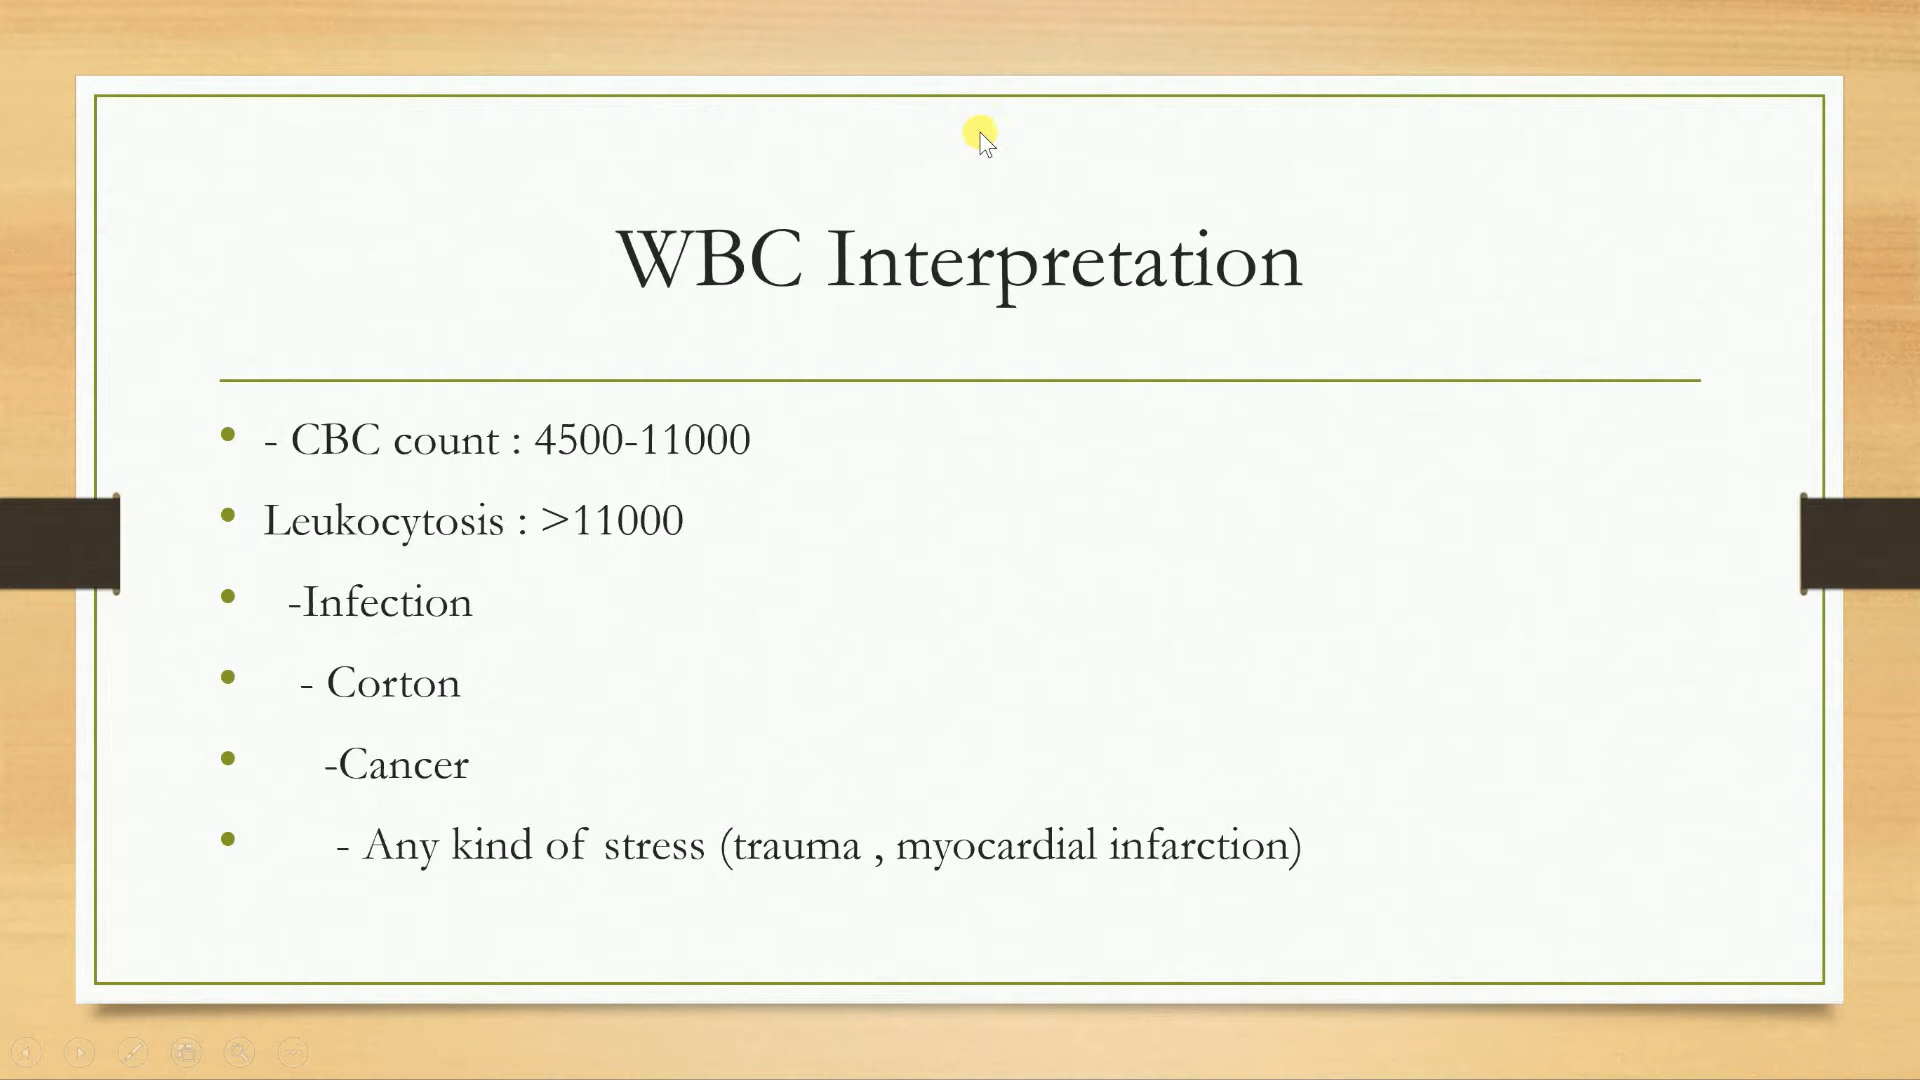 WBC Interpretation
- CBC count : 4500-11000
Leukocytosis : >11000
-Infection
- Corton
-Cancer
- Any kind of stress (trauma , myocardial infarction)